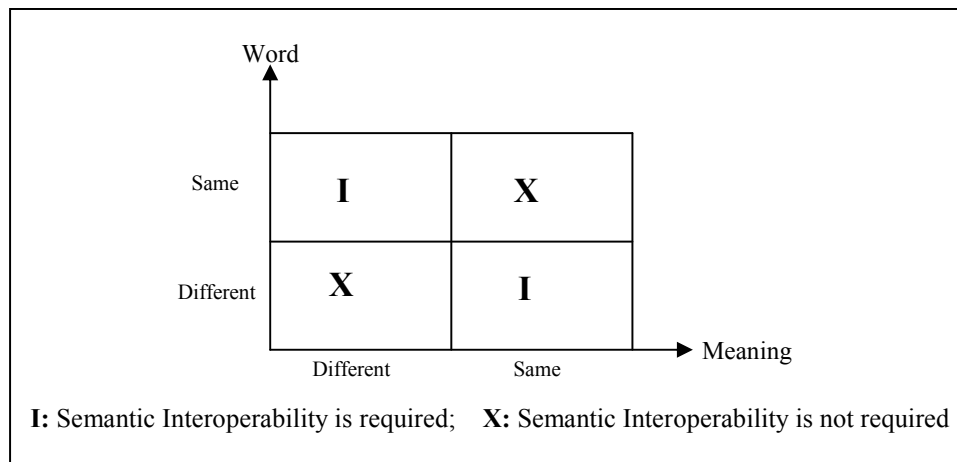 Word
Same I X
Different X I
Meaning
Different Same
I: Semantic Interoperability is required; X: Semantic Interoperability is not required